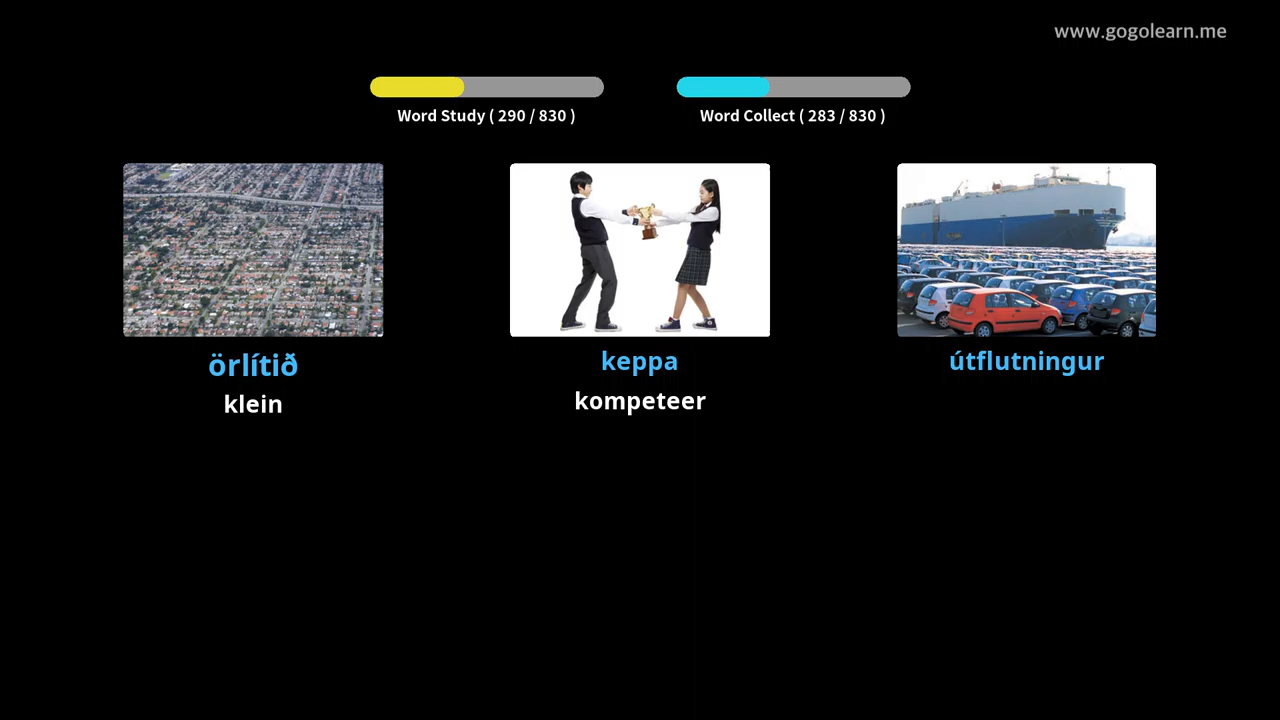 www.gogolearn.me
Word Study ( 290 / 830 )
Word Collect ( 283 / 830 )
örlítið
klein
keppa
kompeteer
útflutningur